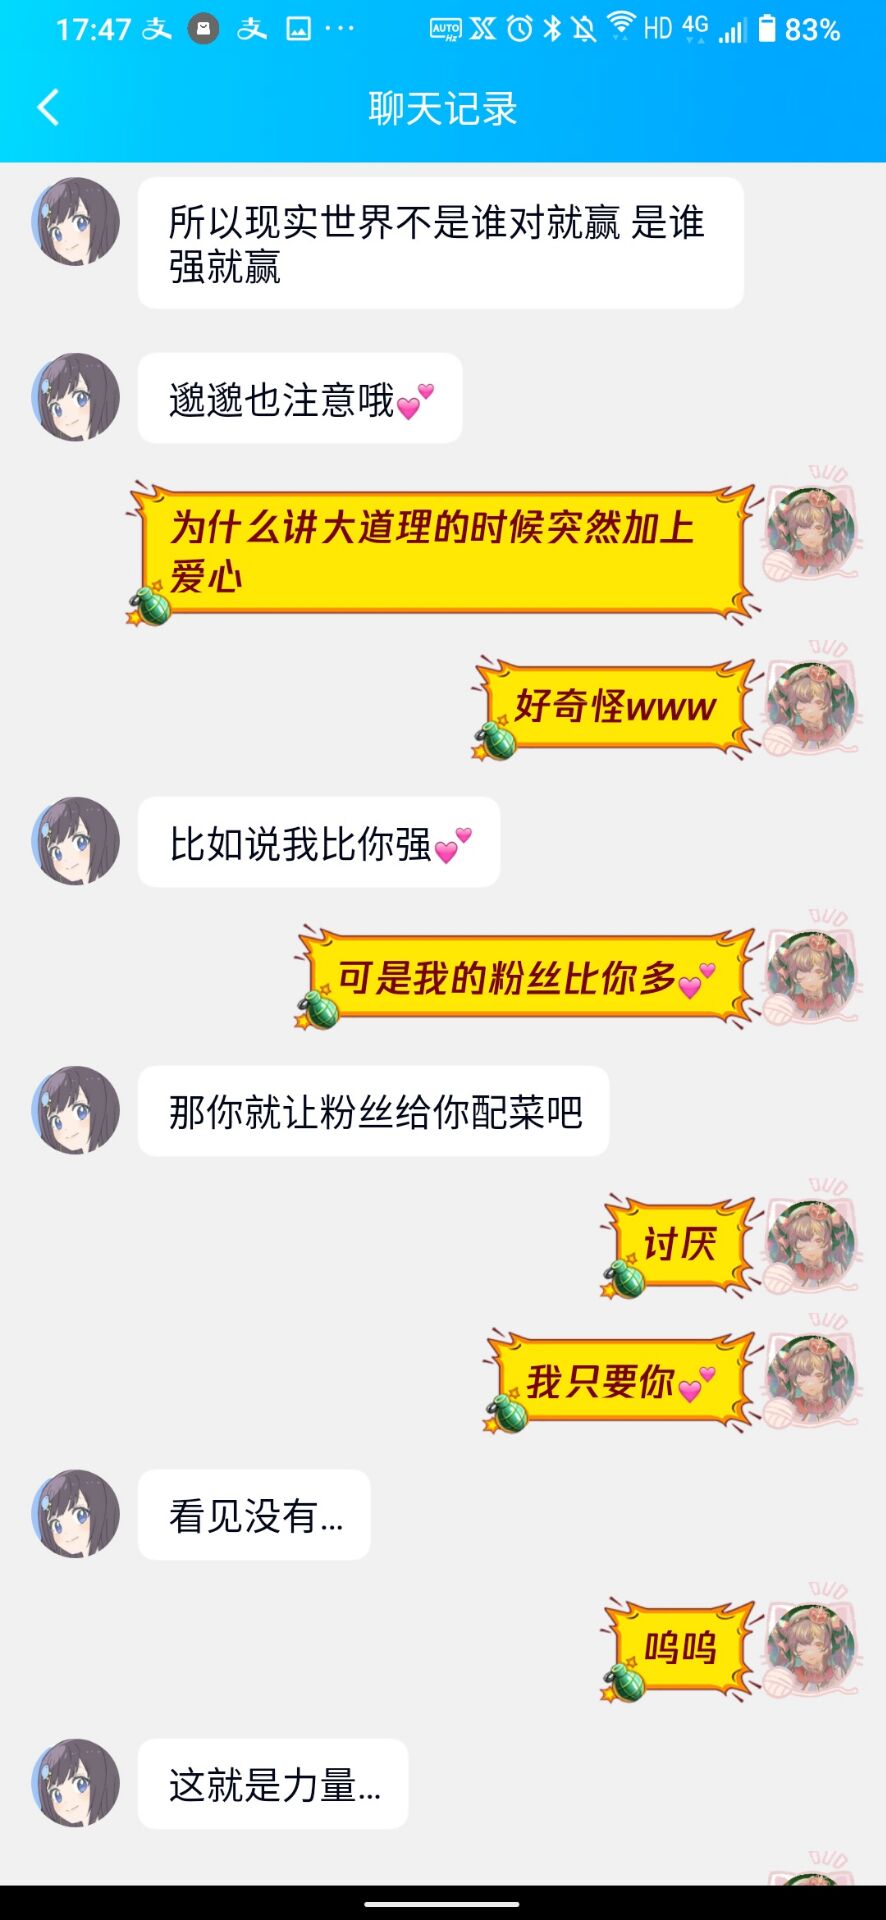 17:47 支 支 ··· AUTO Hz HD 4G 83%
聊天记录
所以现实世界不是谁对就赢 是谁
强就赢
邈邈也注意哦💕
为什么讲大道理的时候突然加上
爱心
好奇怪www
比如说我比你强💕
可是我的粉丝比你多💕
那你就让粉丝给你配菜吧
讨厌
我只要你💕
看见没有...
呜呜
这就是力量...